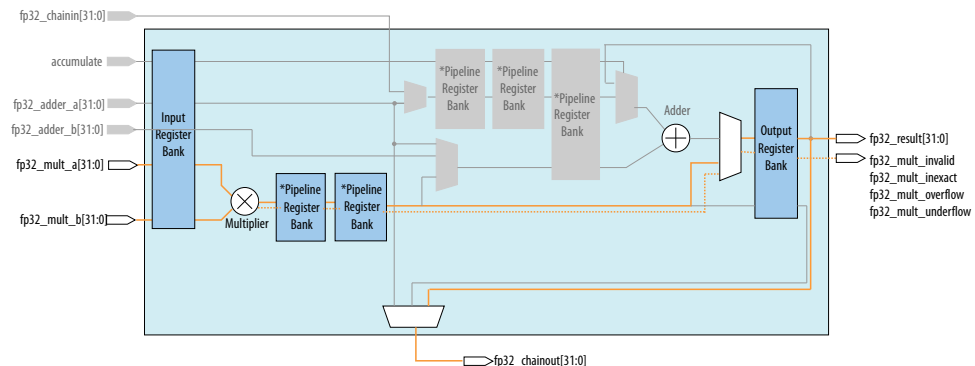 fp32_chainin[31:0]
accumulate
fp32_adder_a[31:0]
fp32_adder_b[31:0]
fp32_mult_a[31:0]
fp32_mult_b[31:0]
Input
Register
Bank
Multiplier
*Pipeline
Register
Bank
*Pipeline
Register
Bank
*Pipeline
Register
Bank
*Pipeline
Register
Bank
*Pipeline
Register
Bank
Adder
Output
Register
Bank
fp32_result[31:0]
fp32_mult_invalid
fp32_mult_inexact
fp32_mult_overflow
fp32_mult_underflow
fp32_chainout[31:0]